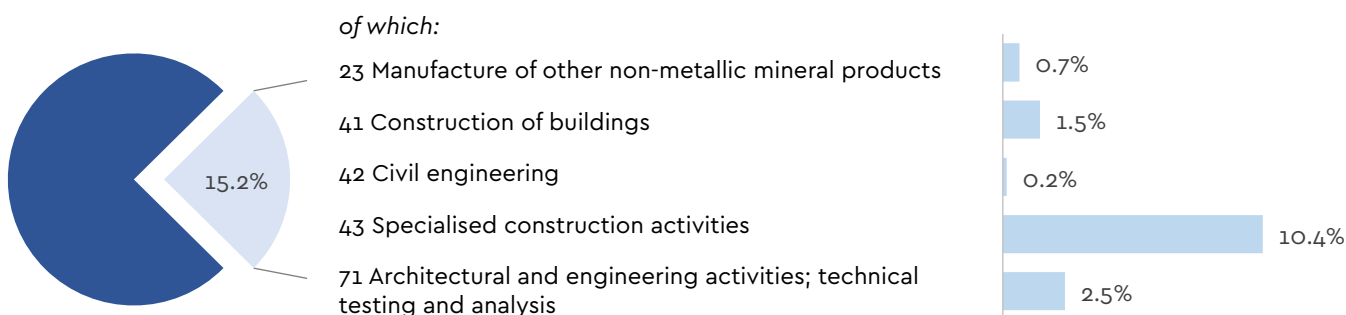 of which:
23 Manufacture of other non-metallic mineral products
0.7%
41 Construction of buildings
1.5%
15.2%
42 Civil engineering
0.2%
43 Specialised construction activities
10.4%
71 Architectural and engineering activities; technical
testing and analysis
2.5%